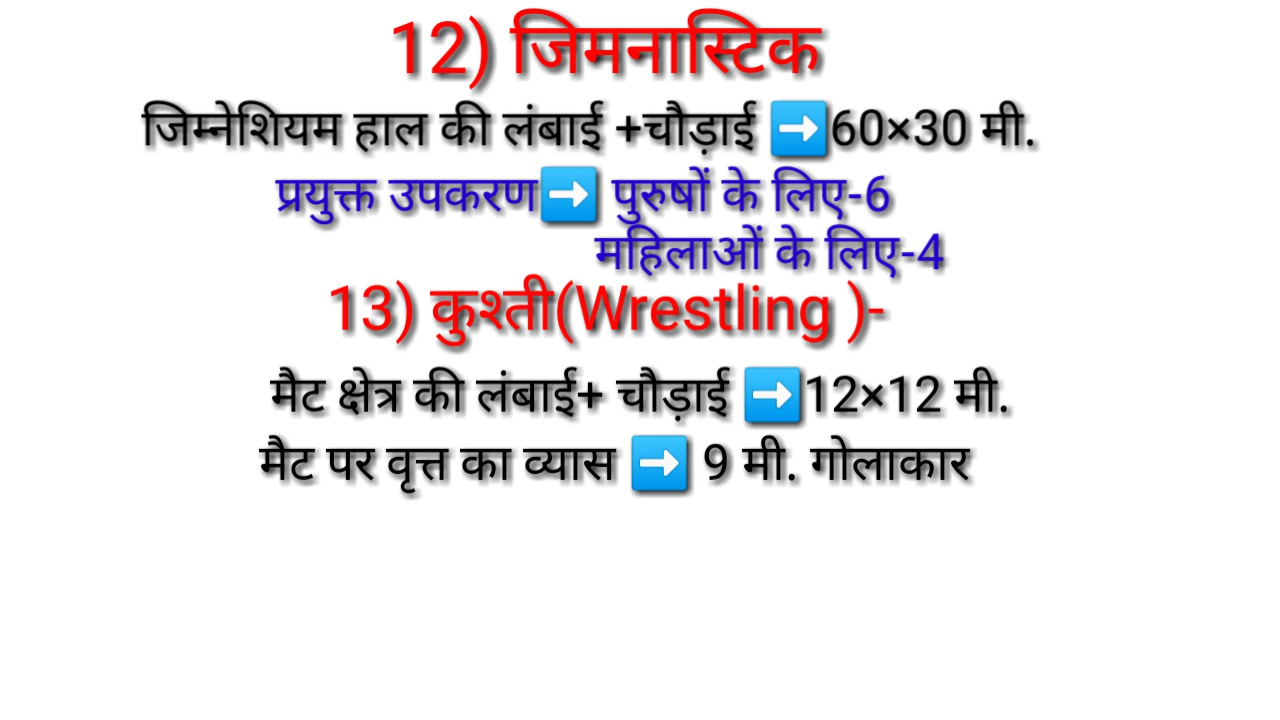 12) जिमनास्टिक
जिम्नेशियम हाल की लंबाई +चौड़ाई ➡️60×30 मी.
प्रयुक्त उपकरण➡️ पुरुषों के लिए-6
महिलाओं के लिए-4
13) कुश्ती(Wrestling )-
मैट क्षेत्र की लंबाई+ चौड़ाई ➡️12×12 मी.
मैट पर वृत्त का व्यास ➡️ 9 मी. गोलाकार